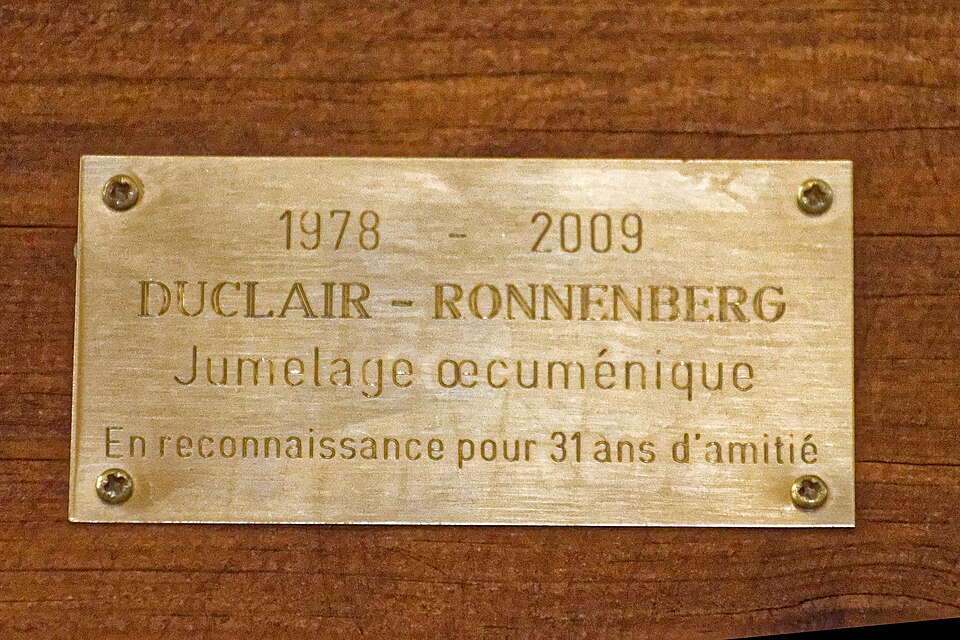 1978 - 2009
DUCLAIR - RONNENBERG
Jumelage œcuménique
En reconnaissance pour 31 ans d'amitié